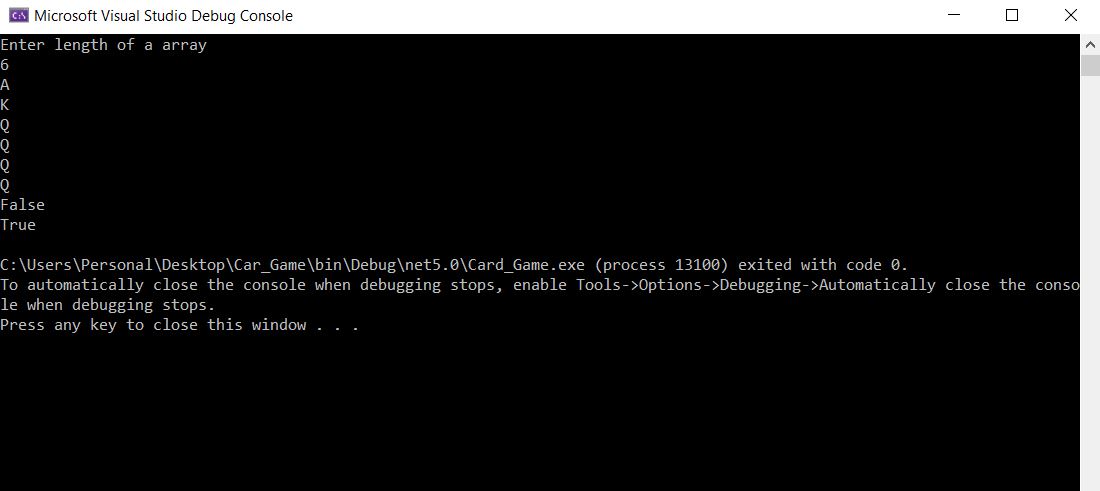 Microsoft Visual Studio Debug Console
Enter length of a array
6
A
K
Q
Q
Q
Q
False
True
C:\Users\Personal\Desktop\Car_Game\bin\Debug\net5.0\Card_Game.exe (process 13100) exited with code 0.
To automatically close the console when debugging stops, enable Tools->Options->Debugging->Automatically close the conso
le when debugging stops.
Press any key to close this window . . .